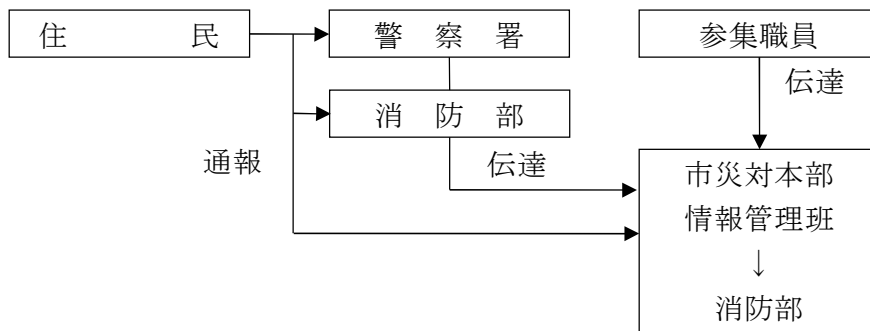 住民
警察署
参集職員
消防部
伝達
通報
伝達
市災対本部
情報管理班
↓
消防部